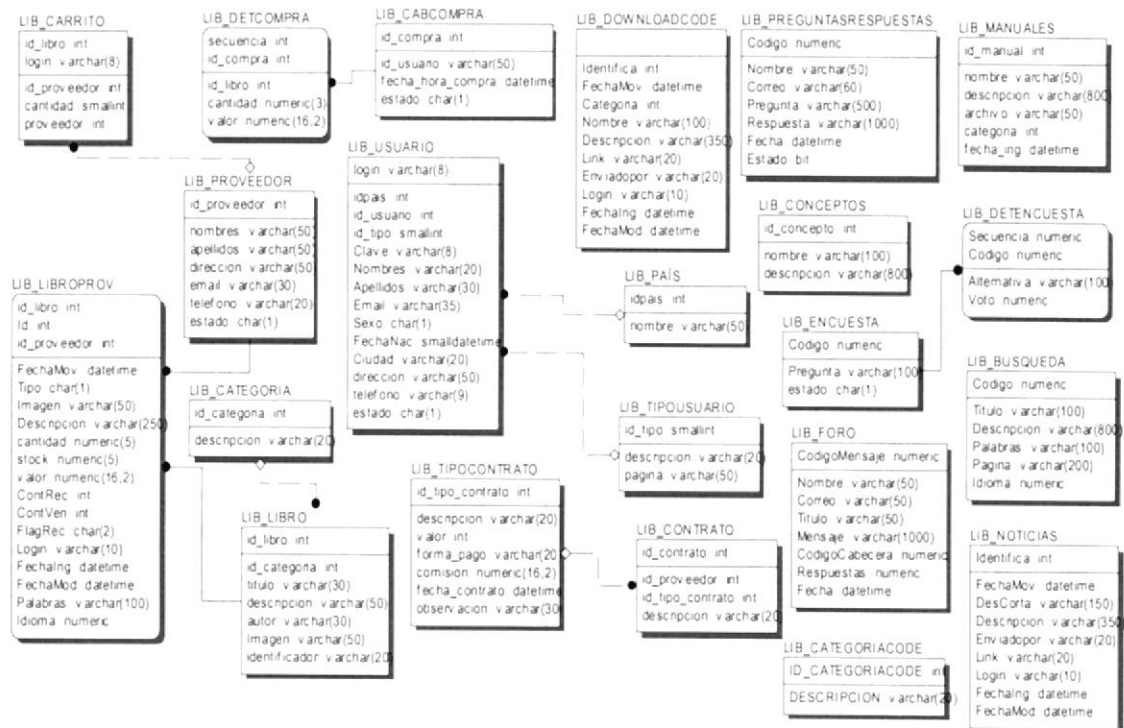 LIB_CARRITO
id_libro int
login varchar(8)
id_proveedor int
cantidad smallint
proveedor int
LIB_DETCOMPRA
secuencia int
id_compra int
id_libro int
cantidad numeric(3)
valor numeric(16,2)
LIB_CABCOMPRA
id_compra int
id_usuario varchar(50)
fecha_hora_compra datetime
estado char(1)
LIB_DOWNLOADCODE
Identifica int
FechaMov datetime
Categoria int
Nombre varchar(100)
Descripcion varchar(350)
Link varchar(20)
Enviadopor varchar(20)
Login varchar(10)
FechaIng datetime
FechaMod datetime
LIB_PREGUNTASRESPUESTAS
Codigo numeric
Nombre varchar(50)
Correo varchar(60)
Pregunta varchar(500)
Respuesta varchar(1000)
Fecha datetime
Estado bit
LIB_MANUALES
id_manual int
nombre varchar(50)
descripcion varchar(800)
archivo varchar(50)
categoria int
fecha_ing datetime
LIB_PROVEEDOR
id_proveedor int
nombres varchar(50)
apellidos varchar(50)
direccion varchar(50)
email varchar(30)
telefono varchar(20)
estado char(1)
LIB_USUARIO
login varchar(8)
idpais int
id_usuario int
id_tipo smallint
Clave varchar(8)
Nombres varchar(20)
Apellidos varchar(30)
Email varchar(35)
Sexo char(1)
FechaNac smalldatetime
Ciudad varchar(20)
direccion varchar(50)
telefono varchar(9)
estado char(1)
LIB_CONCEPTOS
id_concepto int
nombre varchar(100)
descripcion varchar(800)
LIB_DETENCUESTA
Secuencia numeric
Codigo numeric
Alternativa varchar(100
Voto numeric
LIB_PAÍS
idpais int
nombre varchar(50)
LIB_LIBROPROV
id_libro int
Id int
id_proveedor int
FechaMov datetime
Tipo char(1)
Imagen varchar(50)
Descripcion varchar(250)
cantidad numeric(5)
stock numeric(5)
valor numeric(16,2)
ContRec int
ContVen int
FlagRec char(2)
Login varchar(10)
FechaIng datetime
FechaMod datetime
Palabras varchar(100)
Idioma numeric
LIB_ENCUESTA
Codigo numeric
Pregunta varchar(100)
estado char(1)
LIB_BUSQUEDA
Codigo numeric
Titulo varchar(100)
Descripcion varchar(800)
Palabras varchar(100)
Pagina varchar(200)
Idioma numeric
LIB_CATEGORIA
id_categoria int
descripcion varchar(20)
LIB_TIPOUSUARIO
id_tipo smallint
descripcion varchar(20)
pagina varchar(50)
LIB_FORO
CodigoMensaje numeric
Nombre varchar(50)
Correo varchar(50)
Titulo varchar(50)
Mensaje varchar(1000)
CodigoCabecera numeric
Respuestas numeric
Fecha datetime
LIB_TIPOCONTRATO
id_tipo_contrato int
descripcion varchar(20)
valor int
forma_pago varchar(20
comision numeric(16,2)
fecha_contrato datetime
observacion varchar(30
LIB_LIBRO
id_libro int
id_categoria int
titulo varchar(30)
descripcion varchar(50)
autor varchar(30)
Imagen varchar(50)
identificador varchar(20)
LIB_CONTRATO
id_contrato int
id_proveedor int
id_tipo_contrato int
descripcion varchar(20)
LIB_NOTICIAS
Identifica int
FechaMov datetime
DesCorta varchar(150)
Descripcion varchar(350)
Enviadopor varchar(20)
Link varchar(20)
Login varchar(10)
FechaIng datetime
FechaMod datetime
LIB_CATEGORIACODE
ID_CATEGORIACODE int
DESCRIPCION varchar(20)